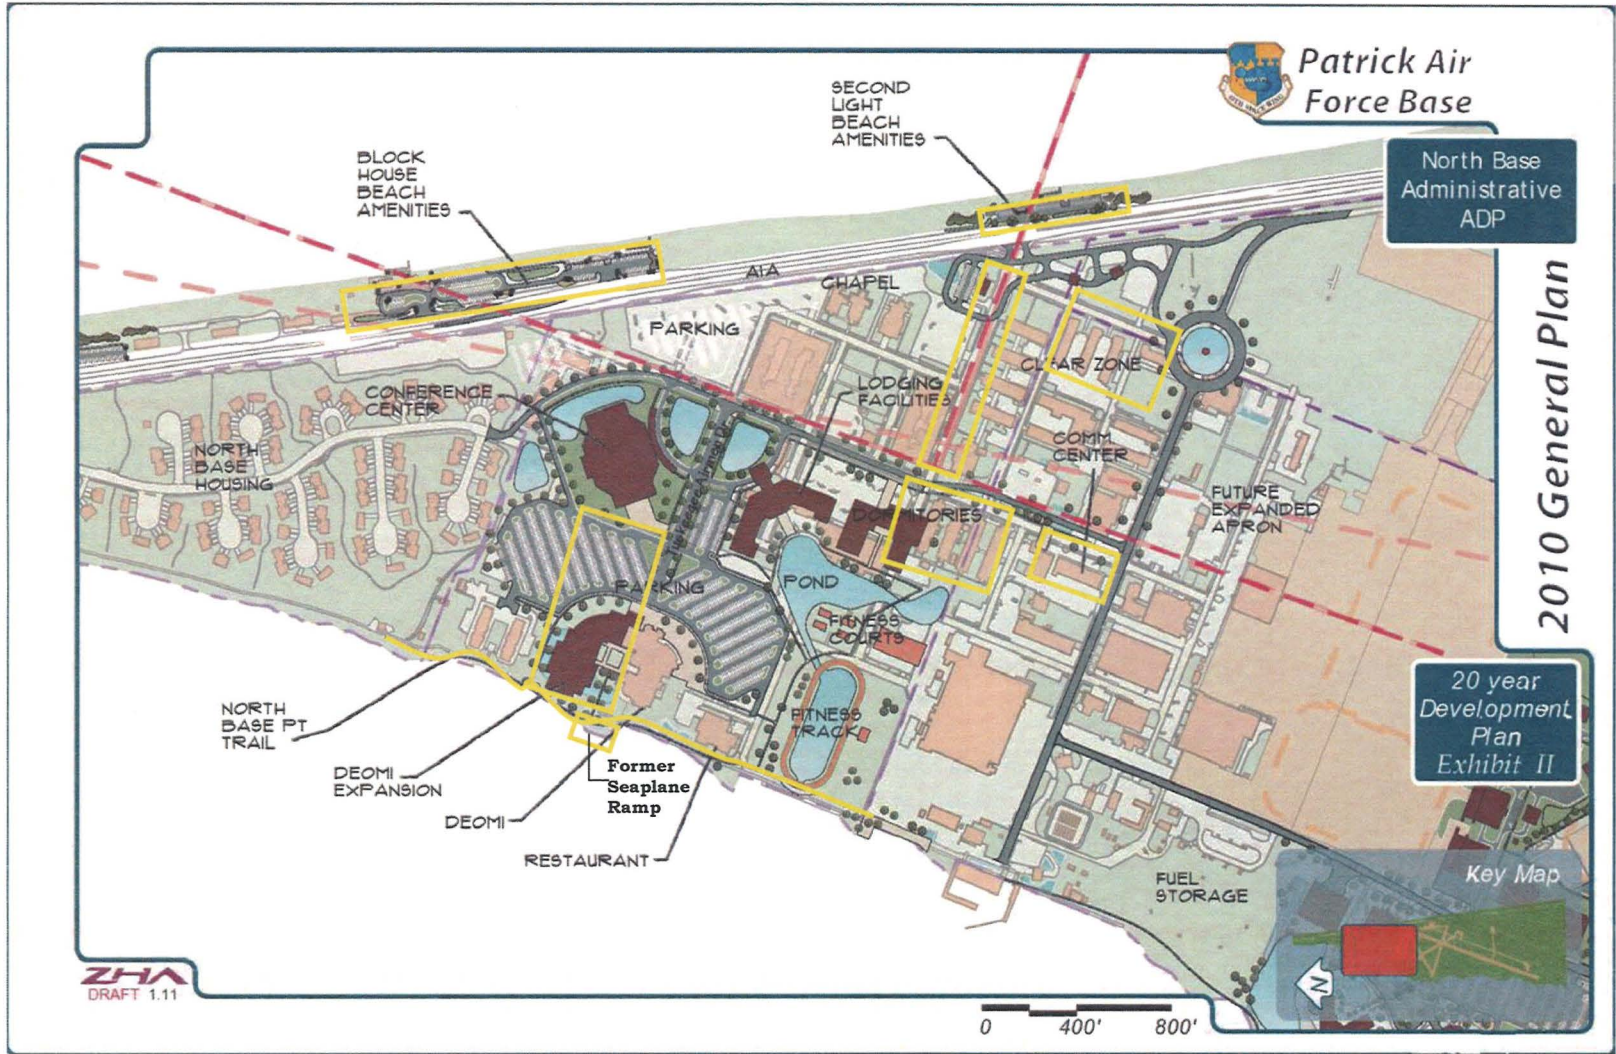 Patrick Air
Force Base
North Base
Administrative
ADP
2010 General Plan
20 year
Development
Plan
Exhibit II
SECOND
LIGHT
BEACH
AMENITIES
BLOCK
HOUSE
BEACH
AMENITIES
A1A
CHAPEL
PARKING
CLEAR ZONE
LODGING
FACILITIES
CONFERENCE
CENTER
NORTH
BASE
HOUSING
COMM.
CENTER
FUTURE
EXPANDED
APRON
DORMITORIES
PARKING
POND
FITNESS
COURTS
FITNESS
TRACK
NORTH
BASE PT
TRAIL
DEOMI
EXPANSION
Former
Seaplane
Ramp
DEOMI
RESTAURANT
FUEL
STORAGE
Key Map
N
ZHA
DRAFT 1.11
0 400' 800'